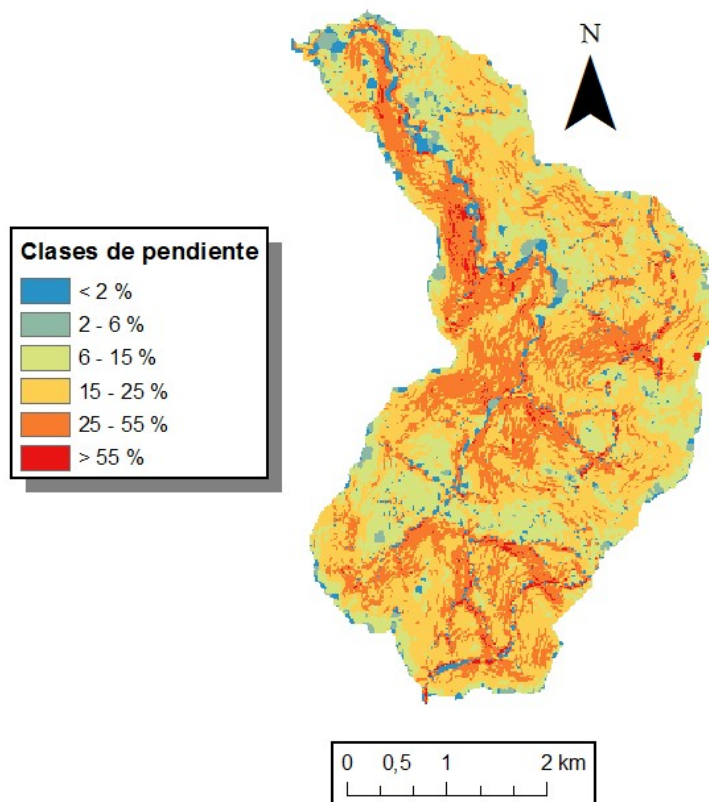 N
Clases de pendiente
< 2 %
2 - 6 %
6 - 15 %
15 - 25 %
25 - 55 %
> 55 %
0 0,5 1 2 km